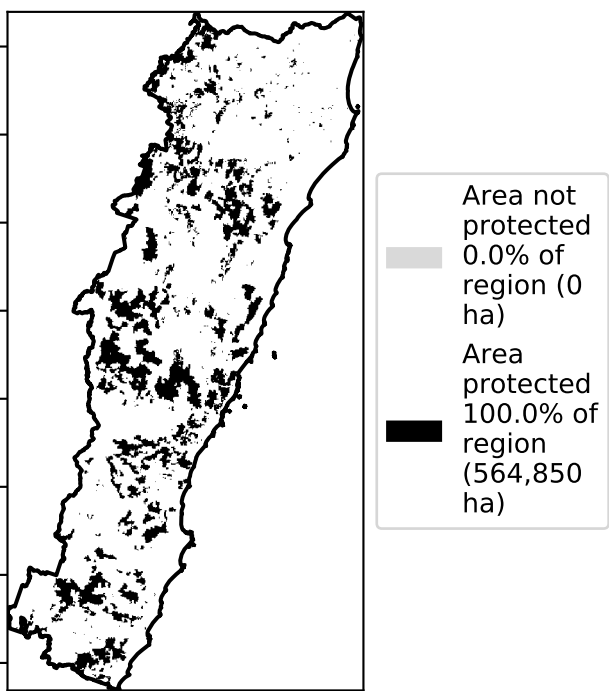 Area not
protected
0.0% of
region (0
ha)
Area
protected
100.0% of
region
(564,850
ha)